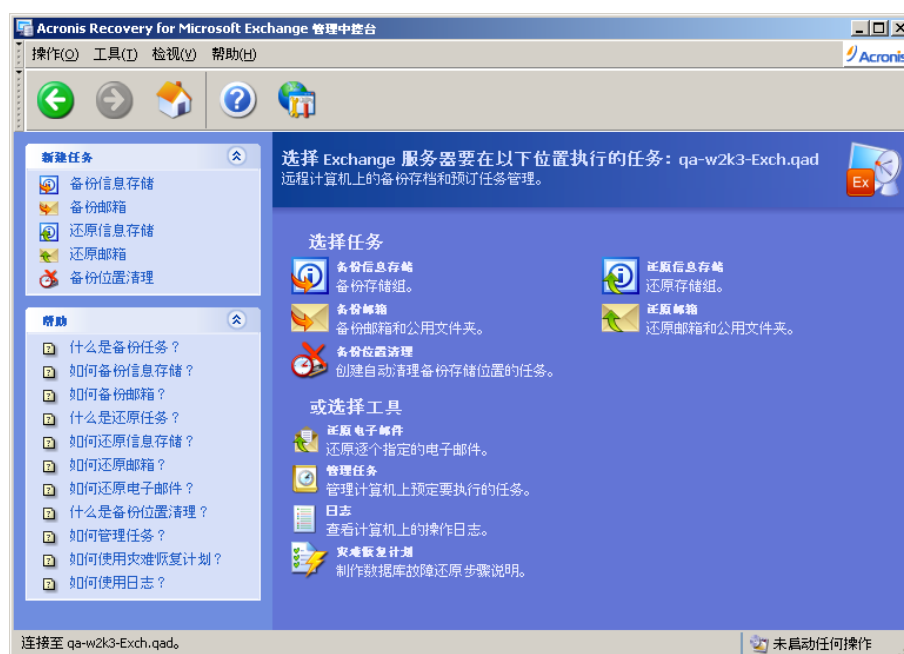 Acronis Recovery for Microsoft Exchange 管理中控台
操作(O) 工具(T) 检视(V) 帮助(H)
Acronis
新建任务
备份信息存储
备份邮箱
还原信息存储
还原邮箱
备份位置清理
帮助
什么是备份任务？
如何备份信息存储？
如何备份邮箱？
什么是还原任务？
如何还原信息存储？
如何还原邮箱？
如何还原电子邮件？
什么是备份位置清理？
如何管理任务？
如何使用灾难恢复计划？
如何使用日志？
选择 Exchange 服务器要在以下位置执行的任务: qa-w2k3-Exch.qad
远程计算机上的备份存档和预订任务管理。
Ex
选择任务
备份信息存储
备份存储组。
还原信息存储
还原存储组。
备份邮箱
备份邮箱和公用文件夹。
还原邮箱
还原邮箱和公用文件夹。
备份位置清理
创建自动清理备份存储位置的任务。
或选择工具
还原电子邮件
还原逐个指定的电子邮件。
管理任务
管理计算机上预定要执行的任务。
日志
查看计算机上的操作日志。
灾难恢复计划
制作数据库故障还原步骤说明。
连接至 qa-w2k3-Exch.qad。
未启动任何操作